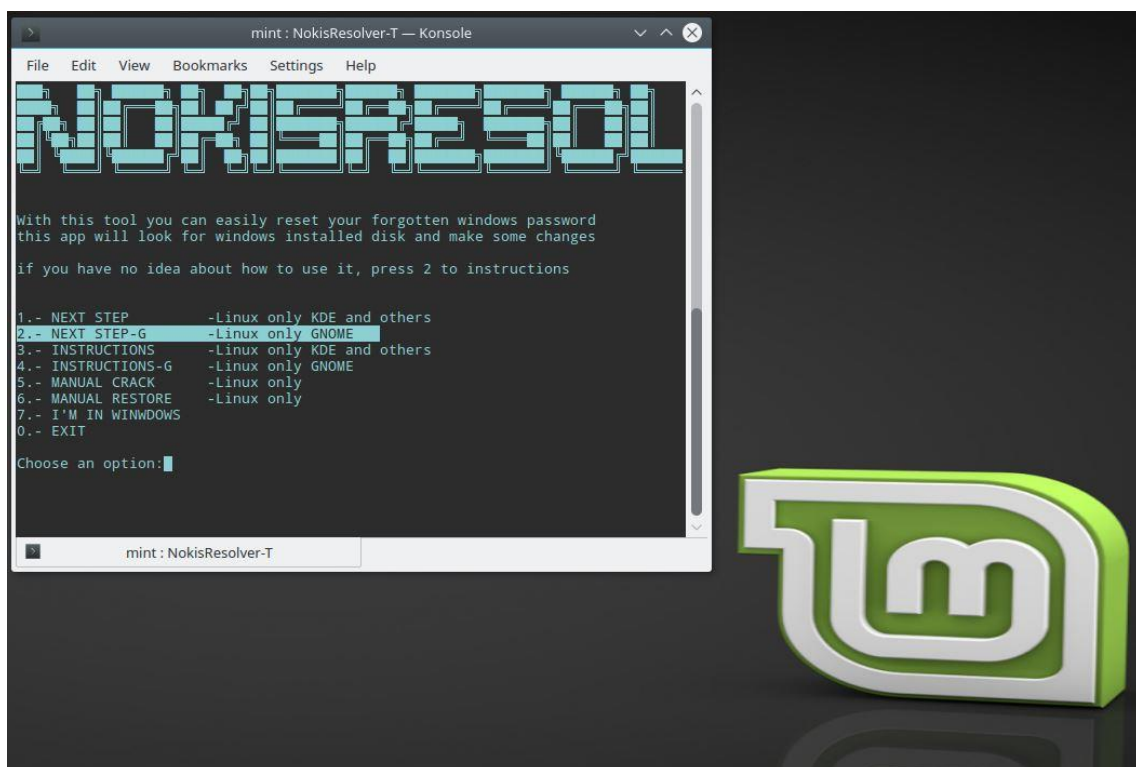 mint : NokisResolver-T — Konsole
File Edit View Bookmarks Settings Help
NOKISRESOL
With this tool you can easily reset your forgotten windows password
this app will look for windows installed disk and make some changes
if you have no idea about how to use it, press 2 to instructions
1.- NEXT STEP -Linux only KDE and others
2.- NEXT STEP-G -Linux only GNOME
3.- INSTRUCTIONS -Linux only KDE and others
4.- INSTRUCTIONS-G -Linux only GNOME
5.- MANUAL CRACK -Linux only
6.- MANUAL RESTORE -Linux only
7.- I'M IN WINWDOWS
0.- EXIT
Choose an option:
mint : NokisResolver-T
lm